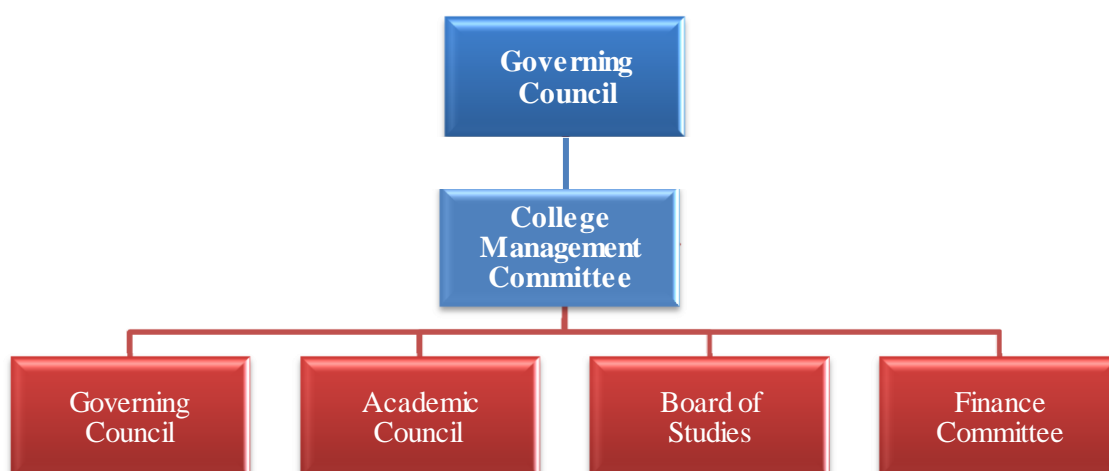 Governing
Council
College
Management
Committee
Governing
Council
Academic
Council
Board of
Studies
Finance
Committee